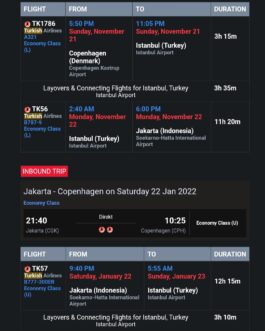 FLIGHT FROM TO DURATION
TK1786
Turkish Airlines
A321
Economy Class
(L)
5:50 PM
Sunday, November
21
Copenhagen
(Denmark)
Copenhagen Kastrup
Airport
11:05 PM
Sunday, November 21
Istanbul (Turkey)
Istanbul Airport
3h 15m
Layovers & Connecting Flights for Istanbul, Turkey
Istanbul Airport
3h 35m
TK56
Turkish Airlines
B797-9
Economy Class
(L)
2:40 AM
Monday, November
22
Istanbul (Turkey)
Istanbul Airport
6:00 PM
Monday, November 22
Jakarta (Indonesia)
Soekarno-Hatta International
Airport
11h 20m
INBOUND TRIP
Jakarta - Copenhagen on Saturday 22 Jan 2022
Economy Class
21:40
Jakarta (CGK)
Direkt
10:25
Copenhagen (CPH)
Economy Class (U)
FLIGHT FROM TO DURATION
TK57
Turkish Airlines
B777-300ER
Economy Class
(U)
9:40 PM
Saturday, January 22
Jakarta (Indonesia)
Soekarno-Hatta International
Airport
5:55 AM
Sunday, January 23
Istanbul (Turkey)
Istanbul Airport
12h 15m
Layovers & Connecting Flights for Istanbul, Turkey
Istanbul Airport
3h 10m